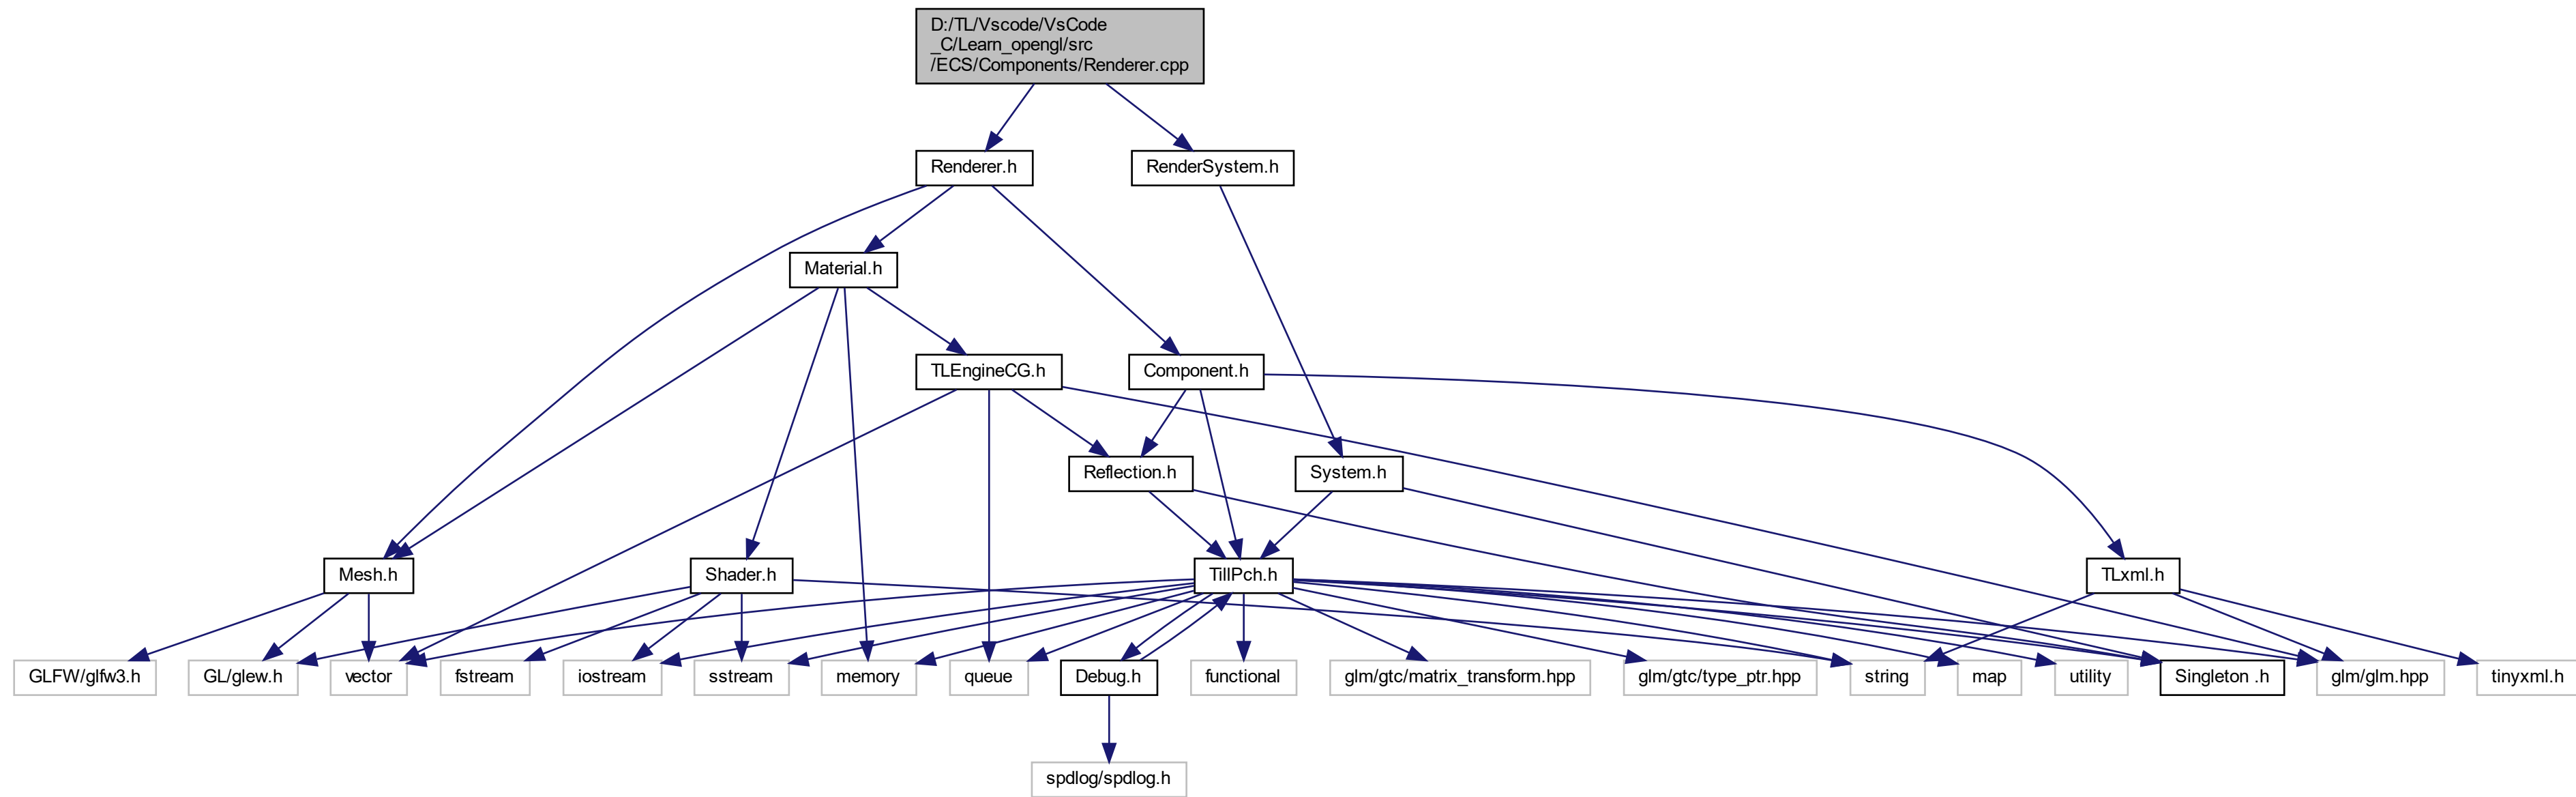 D:/TL/Vscode/VsCode
_C/Learn_opengl/src
/ECS/Components/Renderer.cpp
Renderer.h
RenderSystem.h
Material.h
TLEngineCG.h
Component.h
Reflection.h
System.h
Mesh.h
Shader.h
TillPch.h
TLxml.h
GLFW/glfw3.h
GL/glew.h
vector
fstream
iostream
sstream
memory
queue
Debug.h
functional
glm/gtc/matrix_transform.hpp
glm/gtc/type_ptr.hpp
string
map
utility
Singleton .h
glm/glm.hpp
tinyxml.h
spdlog/spdlog.h